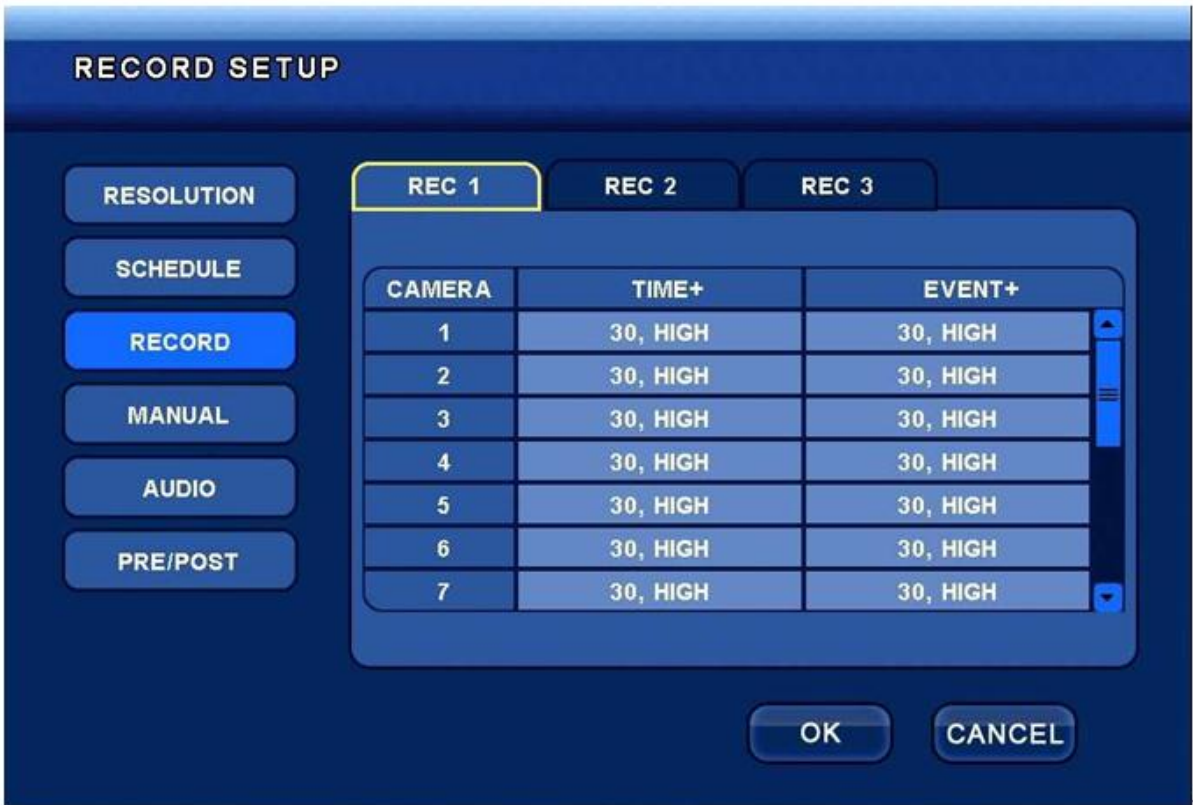 RECORD SETUP
RESOLUTION
SCHEDULE
RECORD
MANUAL
AUDIO
PRE/POST
REC 1 REC 2 REC 3
CAMERA TIME+ EVENT+
1 30, HIGH 30, HIGH
2 30, HIGH 30, HIGH
3 30, HIGH 30, HIGH
4 30, HIGH 30, HIGH
5 30, HIGH 30, HIGH
6 30, HIGH 30, HIGH
7 30, HIGH 30, HIGH
OK CANCEL